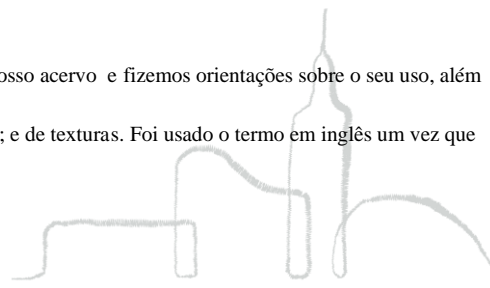 osso acervo e fizemos orientações sobre o seu uso, além
; e de texturas. Foi usado o termo em inglês um vez que